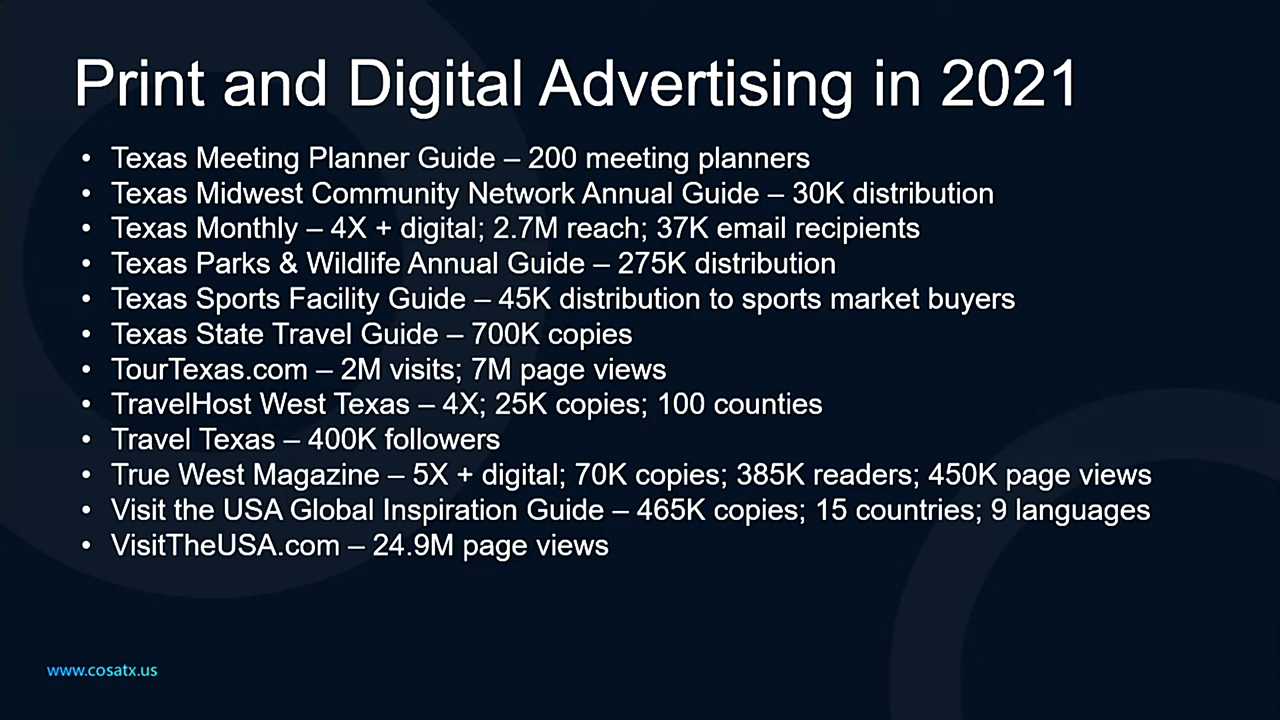 Print and Digital Advertising in 2021
• Texas Meeting Planner Guide – 200 meeting planners
• Texas Midwest Community Network Annual Guide – 30K distribution
• Texas Monthly – 4X + digital; 2.7M reach; 37K email recipients
• Texas Parks & Wildlife Annual Guide – 275K distribution
• Texas Sports Facility Guide – 45K distribution to sports market buyers
• Texas State Travel Guide – 700K copies
• TourTexas.com – 2M visits; 7M page views
• TravelHost West Texas – 4X; 25K copies; 100 counties
• Travel Texas – 400K followers
• True West Magazine – 5X + digital; 70K copies; 385K readers; 450K page views
• Visit the USA Global Inspiration Guide – 465K copies; 15 countries; 9 languages
• VisitTheUSA.com – 24.9M page views
www.cosatx.us